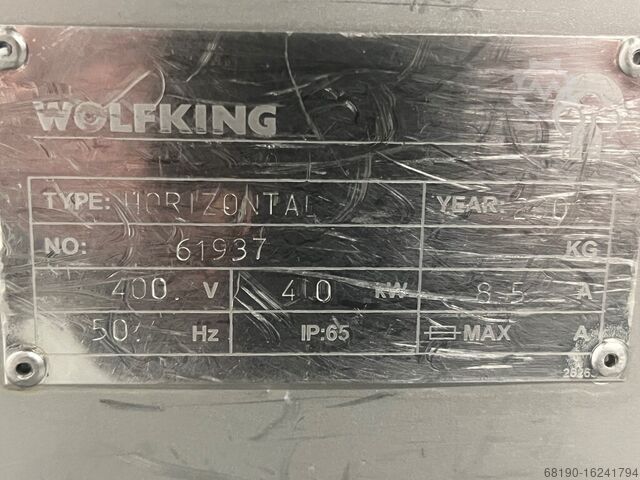 WOLFKING
TYPE: HORIZONTAL YEAR:
NO: 61937 KG
400 V 4.0 kW 8.5 A
50 Hz IP:65 MAX A
68190-16241794